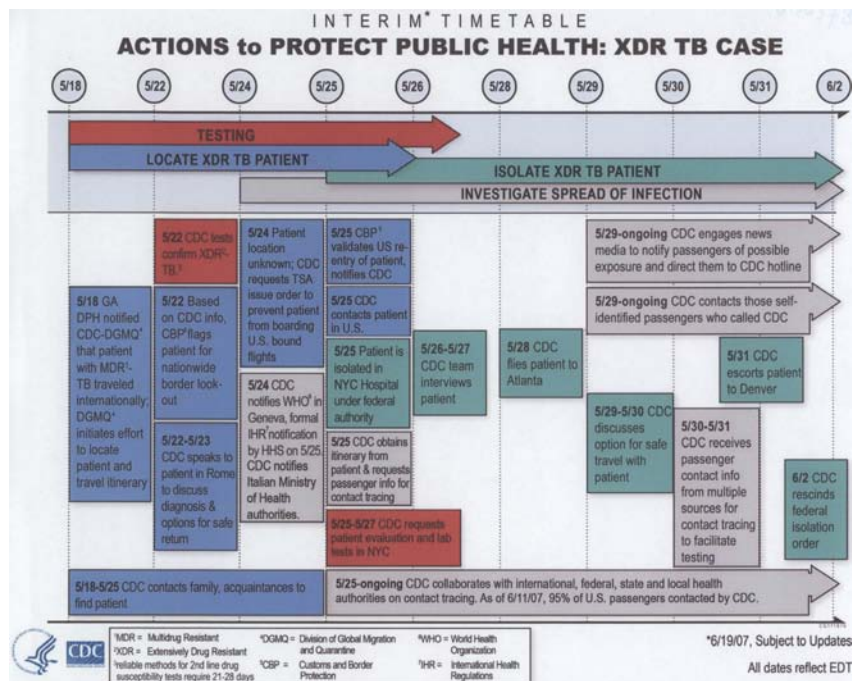 INTERIM* TIMETABLE
ACTIONS to PROTECT PUBLIC HEALTH: XDR TB CASE
5/18
5/22
5/24
5/25
5/26
5/28
5/29
5/30
5/31
6/2
TESTING
LOCATE XDR TB PATIENT
ISOLATE XDR TB PATIENT
INVESTIGATE SPREAD OF INFECTION
5/18 GA
DPH notified
CDC-DGMQ⁴
that patient
with MDR¹-
TB traveled
internationally;
DGMQ⁴
initiates effort
to locate
patient and
travel itinerary
5/22 CDC tests
confirm XDR²-
TB.³
5/22 Based
on CDC info,
CBP⁵flags
patient for
nationwide
border look-
out
5/22-5/23
CDC speaks to
patient in Rome
to discuss
diagnosis &
options for safe
return
5/24 Patient
location
unknown; CDC
requests TSA
issue order to
prevent patient
from boarding
U.S. bound
flights
5/24 CDC
notifies WHO⁶ in
Geneva, formal
IHR⁷notification
by HHS on 5/25.
CDC notifies
Italian Ministry
of Health
authorities.
5/25 CBP⁵
validates US re-
entry of patient,
notifies CDC
5/25 CDC
contacts patient
in U.S.
5/25 Patient is
isolated in
NYC Hospital
under federal
authority
5/25 CDC obtains
itinerary from
patient & requests
passenger info for
contact tracing
5/25-5/27 CDC requests
patient evaluation and lab
tests in NYC
5/26-5/27
CDC team
interviews
patient
5/28 CDC
flies patient to
Atlanta
5/29-ongoing CDC engages news
media to notify passengers of possible
exposure and direct them to CDC hotline
5/29-ongoing CDC contacts those self-
identified passengers who called CDC
5/29-5/30 CDC
discusses
option for safe
travel with
patient
5/30-5/31
CDC receives
passenger
contact info
from multiple
sources for
contact tracing
to facilitate
testing
5/31 CDC
escorts patient
to Denver
6/2 CDC
rescinds
federal
isolation
order
5/18-5/25 CDC contacts family, acquaintances to
find patient
5/25-ongoing CDC collaborates with international, federal, state and local health
authorities on contact tracing. As of 6/11/07, 95% of U.S. passengers contacted by CDC.
CDC
¹MDR = Multidrug Resistant
²XDR = Extensively Drug Resistant
³reliable methods for 2nd line drug
susceptibility tests require 21-28 days
⁴DGMQ = Division of Global Migration
and Quarantine
⁵CBP = Customs and Border
Protection
⁶WHO = World Health
Organization
⁷IHR = International Health
Regulations
*6/19/07, Subject to Updates
All dates reflect EDT